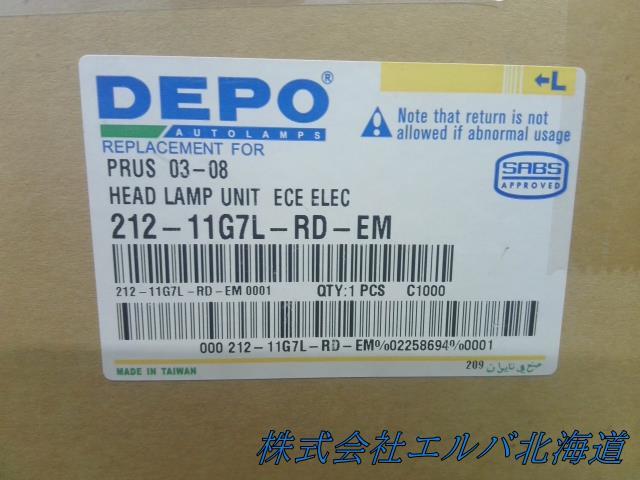 DEPO®
AUTOLAMPS
←L
Note that return is not
allowed if abnormal usage
REPLACEMENT FOR
PRUS 03-08
SABS
APPROVED
HEAD LAMP UNIT ECE ELEC
212-11G7L-RD-EM
212-11G7L-RD-EM 0001 QTY:1 PCS C1000
000 212-11G7L-RD-EM%02258694%0001
MADE IN TAIWAN
209 صنع في تايوان
株式会社エルバ北海道